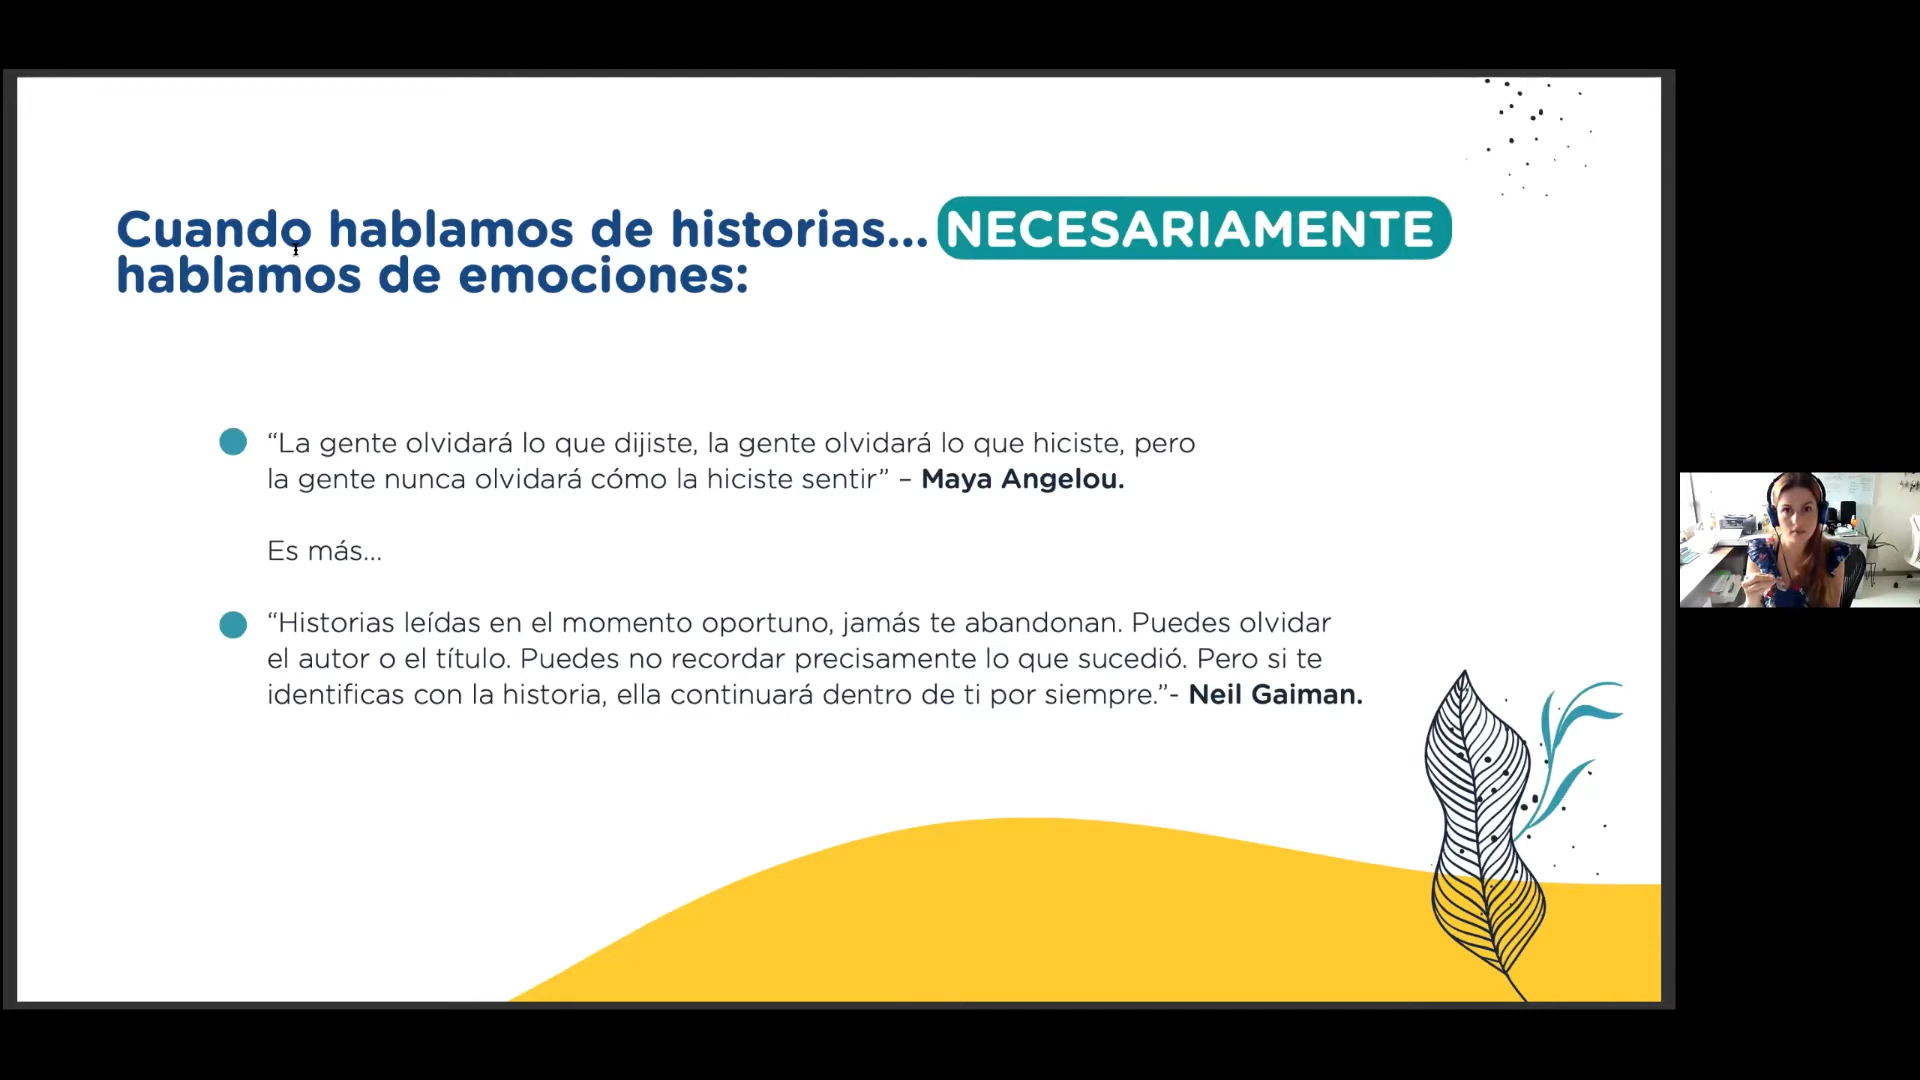 Cuando hablamos de historias... NECESARIAMENTE
hablamos de emociones:
“La gente olvidará lo que dijiste, la gente olvidará lo que hiciste, pero
la gente nunca olvidará cómo la hiciste sentir” – Maya Angelou.
Es más...
“Historias leídas en el momento oportuno, jamás te abandonan. Puedes olvidar
el autor o el título. Puedes no recordar precisamente lo que sucedió. Pero si te
identificas con la historia, ella continuará dentro de ti por siempre.”- Neil Gaiman.